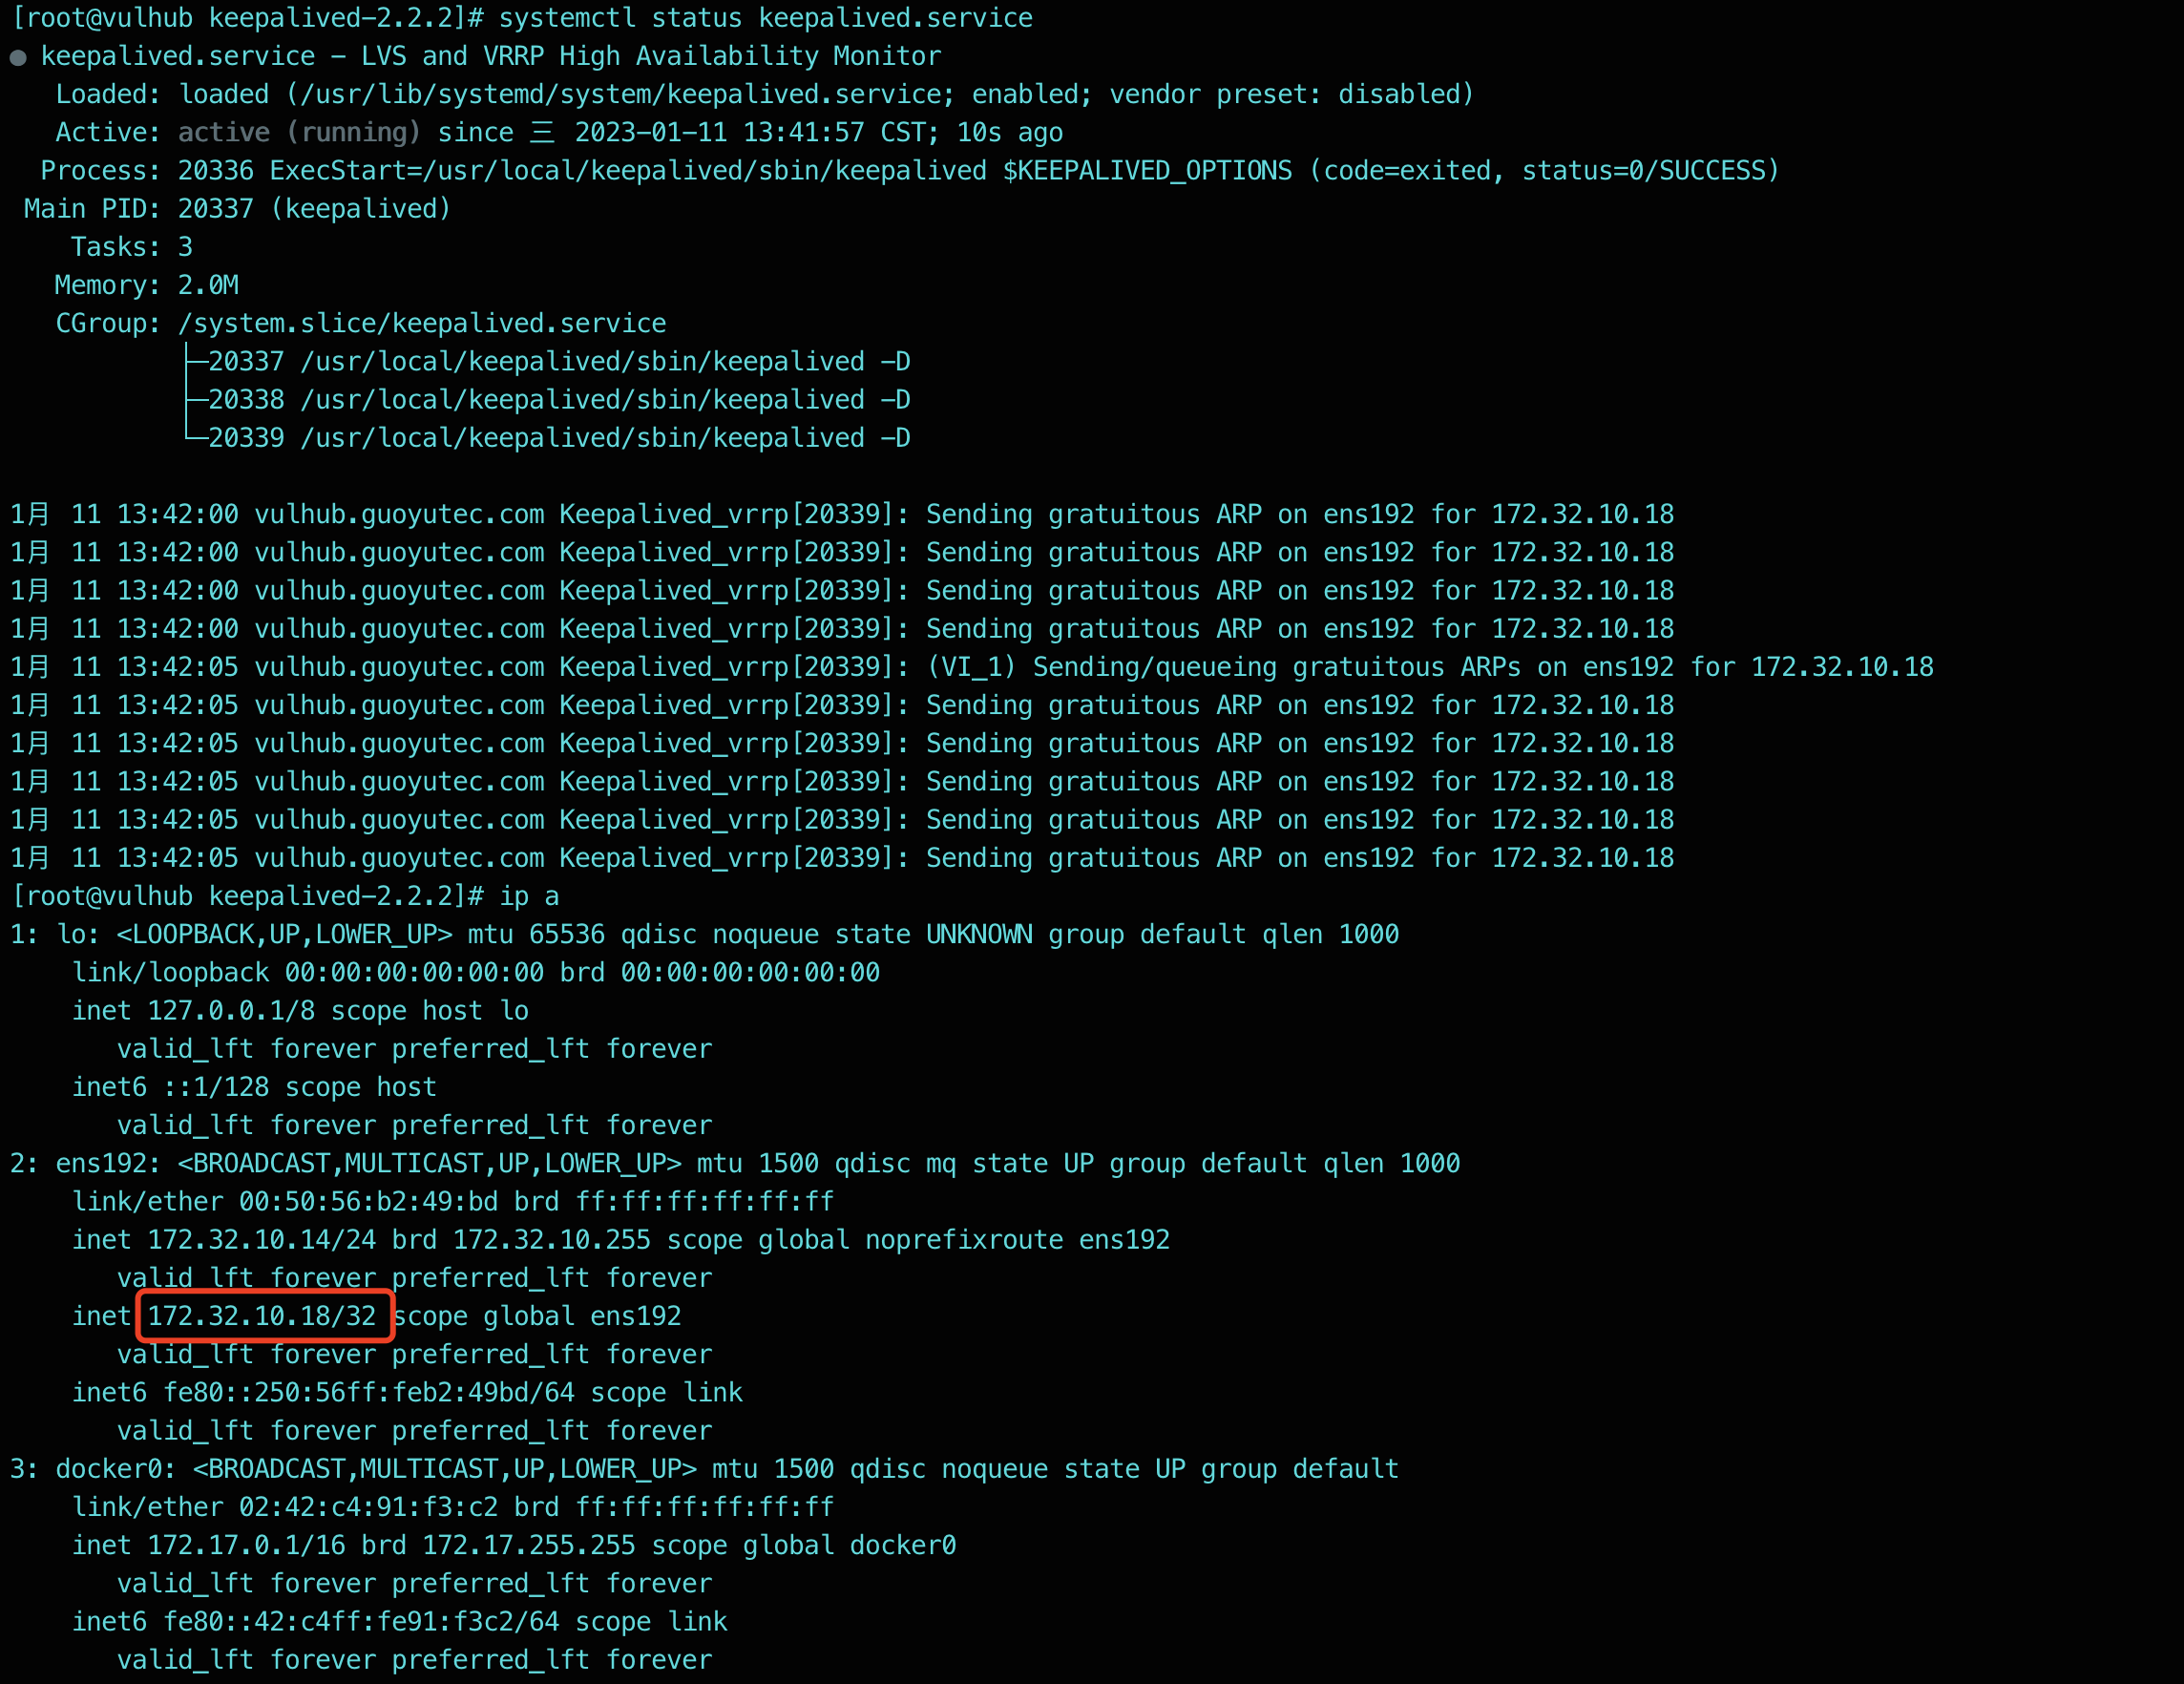 [root@vulhub keepalived-2.2.2]# systemctl status keepalived.service
● keepalived.service - LVS and VRRP High Availability Monitor
   Loaded: loaded (/usr/lib/systemd/system/keepalived.service; enabled; vendor preset: disabled)
   Active: active (running) since 三 2023-01-11 13:41:57 CST; 10s ago
  Process: 20336 ExecStart=/usr/local/keepalived/sbin/keepalived $KEEPALIVED_OPTIONS (code=exited, status=0/SUCCESS)
 Main PID: 20337 (keepalived)
    Tasks: 3
   Memory: 2.0M
   CGroup: /system.slice/keepalived.service
           ├─20337 /usr/local/keepalived/sbin/keepalived -D
           ├─20338 /usr/local/keepalived/sbin/keepalived -D
           └─20339 /usr/local/keepalived/sbin/keepalived -D

1月 11 13:42:00 vulhub.guoyutec.com Keepalived_vrrp[20339]: Sending gratuitous ARP on ens192 for 172.32.10.18
1月 11 13:42:00 vulhub.guoyutec.com Keepalived_vrrp[20339]: Sending gratuitous ARP on ens192 for 172.32.10.18
1月 11 13:42:00 vulhub.guoyutec.com Keepalived_vrrp[20339]: Sending gratuitous ARP on ens192 for 172.32.10.18
1月 11 13:42:00 vulhub.guoyutec.com Keepalived_vrrp[20339]: Sending gratuitous ARP on ens192 for 172.32.10.18
1月 11 13:42:05 vulhub.guoyutec.com Keepalived_vrrp[20339]: (VI_1) Sending/queueing gratuitous ARPs on ens192 for 172.32.10.18
1月 11 13:42:05 vulhub.guoyutec.com Keepalived_vrrp[20339]: Sending gratuitous ARP on ens192 for 172.32.10.18
1月 11 13:42:05 vulhub.guoyutec.com Keepalived_vrrp[20339]: Sending gratuitous ARP on ens192 for 172.32.10.18
1月 11 13:42:05 vulhub.guoyutec.com Keepalived_vrrp[20339]: Sending gratuitous ARP on ens192 for 172.32.10.18
1月 11 13:42:05 vulhub.guoyutec.com Keepalived_vrrp[20339]: Sending gratuitous ARP on ens192 for 172.32.10.18
1月 11 13:42:05 vulhub.guoyutec.com Keepalived_vrrp[20339]: Sending gratuitous ARP on ens192 for 172.32.10.18
[root@vulhub keepalived-2.2.2]# ip a
1: lo: <LOOPBACK,UP,LOWER_UP> mtu 65536 qdisc noqueue state UNKNOWN group default qlen 1000
    link/loopback 00:00:00:00:00:00 brd 00:00:00:00:00:00
    inet 127.0.0.1/8 scope host lo
       valid_lft forever preferred_lft forever
    inet6 ::1/128 scope host
       valid_lft forever preferred_lft forever
2: ens192: <BROADCAST,MULTICAST,UP,LOWER_UP> mtu 1500 qdisc mq state UP group default qlen 1000
    link/ether 00:50:56:b2:49:bd brd ff:ff:ff:ff:ff:ff
    inet 172.32.10.14/24 brd 172.32.10.255 scope global noprefixroute ens192
       valid_lft forever preferred_lft forever
    inet 172.32.10.18/32 scope global ens192
       valid_lft forever preferred_lft forever
    inet6 fe80::250:56ff:feb2:49bd/64 scope link
       valid_lft forever preferred_lft forever
3: docker0: <BROADCAST,MULTICAST,UP,LOWER_UP> mtu 1500 qdisc noqueue state UP group default
    link/ether 02:42:c4:91:f3:c2 brd ff:ff:ff:ff:ff:ff
    inet 172.17.0.1/16 brd 172.17.255.255 scope global docker0
       valid_lft forever preferred_lft forever
    inet6 fe80::42:c4ff:fe91:f3c2/64 scope link
       valid_lft forever preferred_lft forever